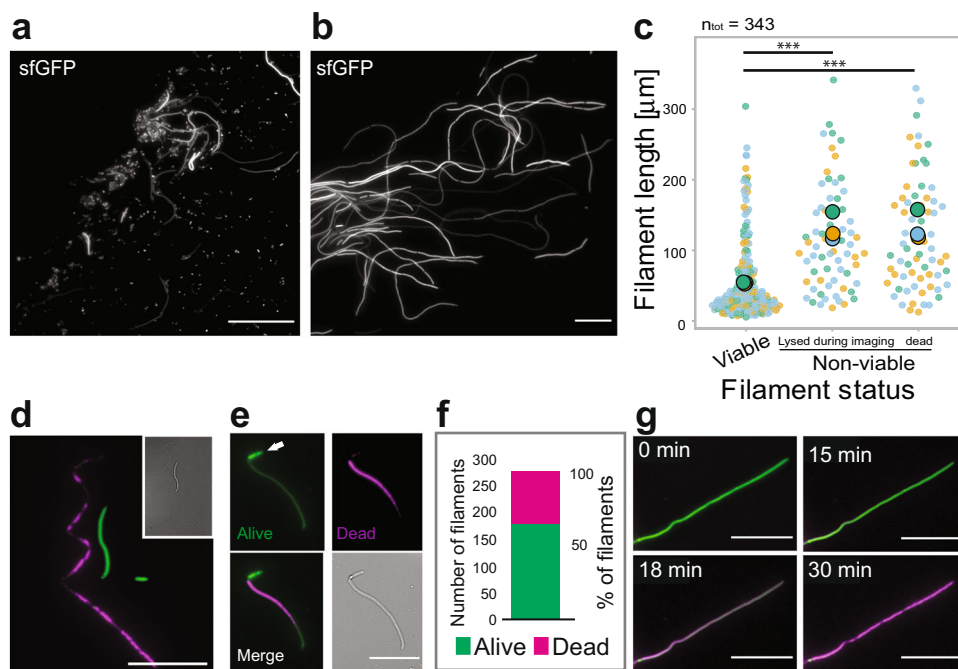 a
sfGFP
b
sfGFP
c
n tot = 343
***
***
Filament length [μm]
300
200
100
0
Viable
Lysed during imaging
dead
Non-viable
Filament status
d
e
Alive
Dead
Merge
f
Number of filaments
300
250
200
150
100
50
0
100
50
% of filaments
Alive
Dead
g
0 min
15 min
18 min
30 min